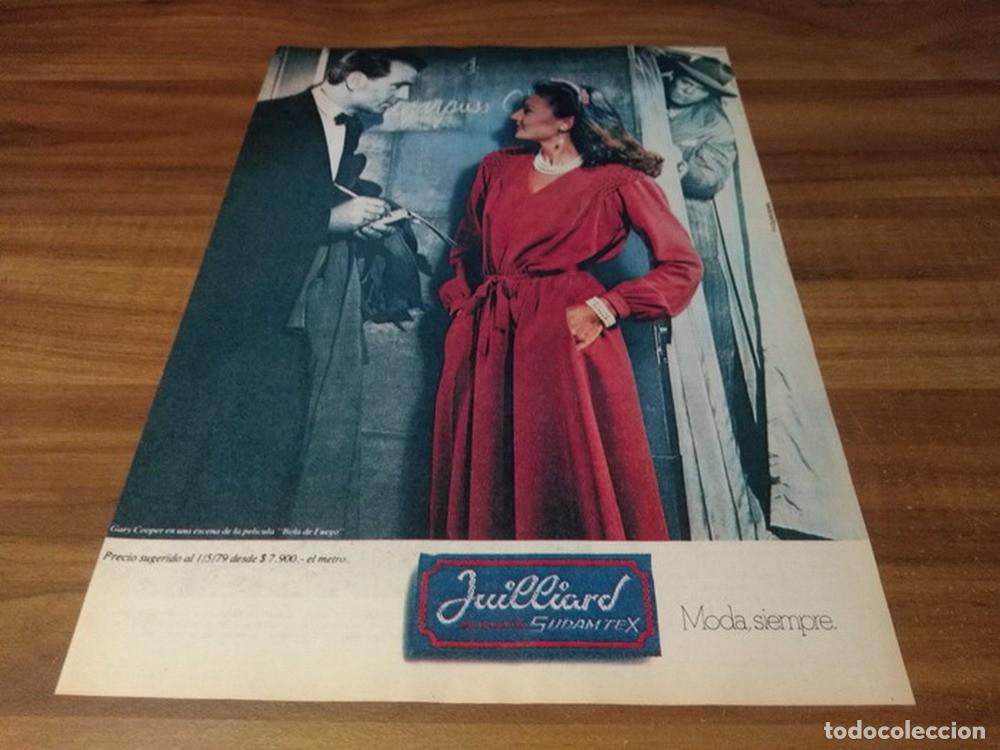 Gary Cooper en una escena de la película "Bola de Fuego"
Precio sugerido al 1/5/79 desde $ 7.900.- el metro.
Juilliard
SUDAMTEX
Moda, siempre.
todocoleccion